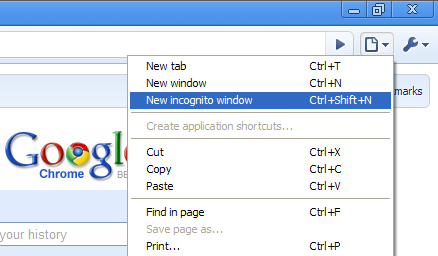 New tab Ctrl+T
New window Ctrl+N
New incognito window Ctrl+Shift+N
marks
Create application shortcuts...
Google
Chrome BE
Cut Ctrl+X
Copy Ctrl+C
Paste Ctrl+V
Find in page Ctrl+F
your history
Save page as...
Print... Ctrl+P